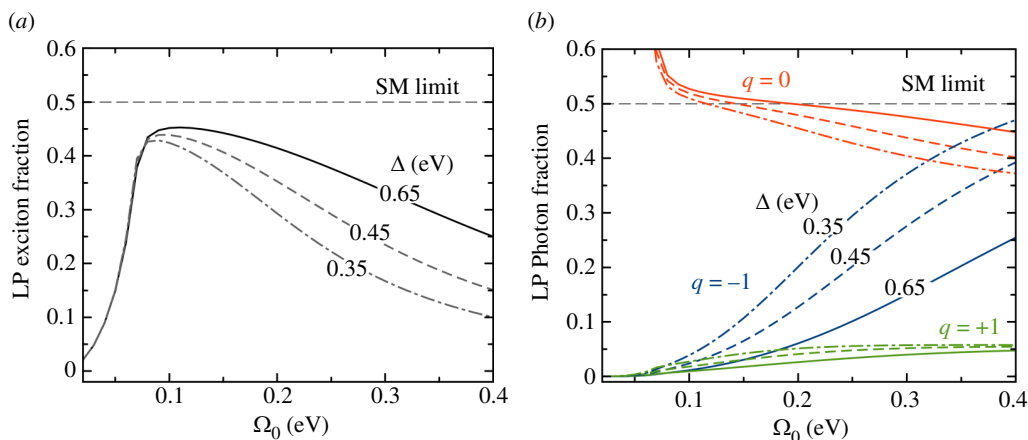 (a)
0.6
0.5
0.4
0.3
0.2
0.1
0
LP exciton fraction
SM limit
Δ (eV)
0.65
0.45
0.35
0.1 0.2 0.3 0.4
Ω0 (eV)
(b)
0.6
0.5
0.4
0.3
0.2
0.1
0
LP Photon fraction
q = 0
SM limit
Δ (eV)
0.35
0.45
0.65
q = –1
q = +1
0.1 0.2 0.3 0.4
Ω0 (eV)